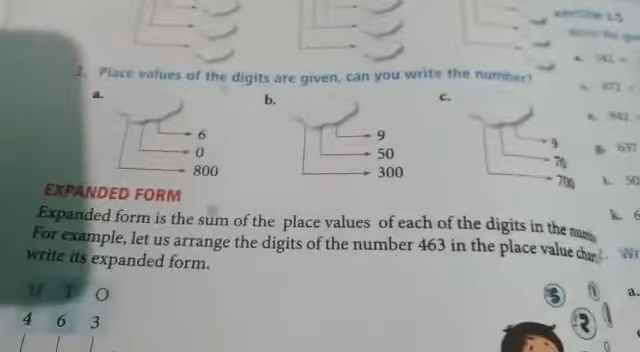 3. Place values of the digits are given, can you write the number?
a.
b.
c.
6
0
800
9
50
300
9
70
700
EXPANDED FORM
Expanded form is the sum of the place values of each of the digits in the
For example, let us arrange the digits of the number 463 in the place value
write its expanded form.
H T O
4 6 3
637
a.